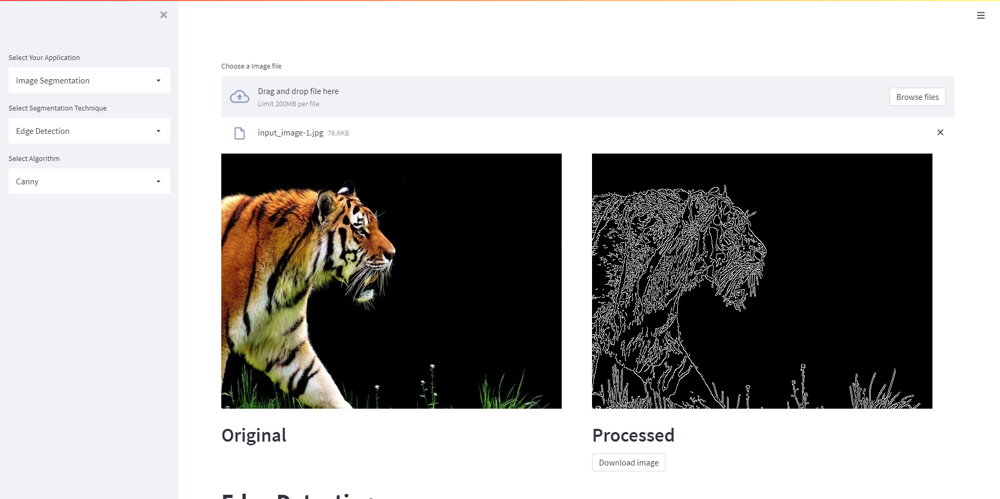 Select Your Application
Image Segmentation
Select Segmentation Technique
Edge Detection
Select Algorithm
Canny
Choose a Image file
Drag and drop file here
Limit 200MB per file
Browse files
input_image-1.jpg 78.6KB
Original
Processed
Download image